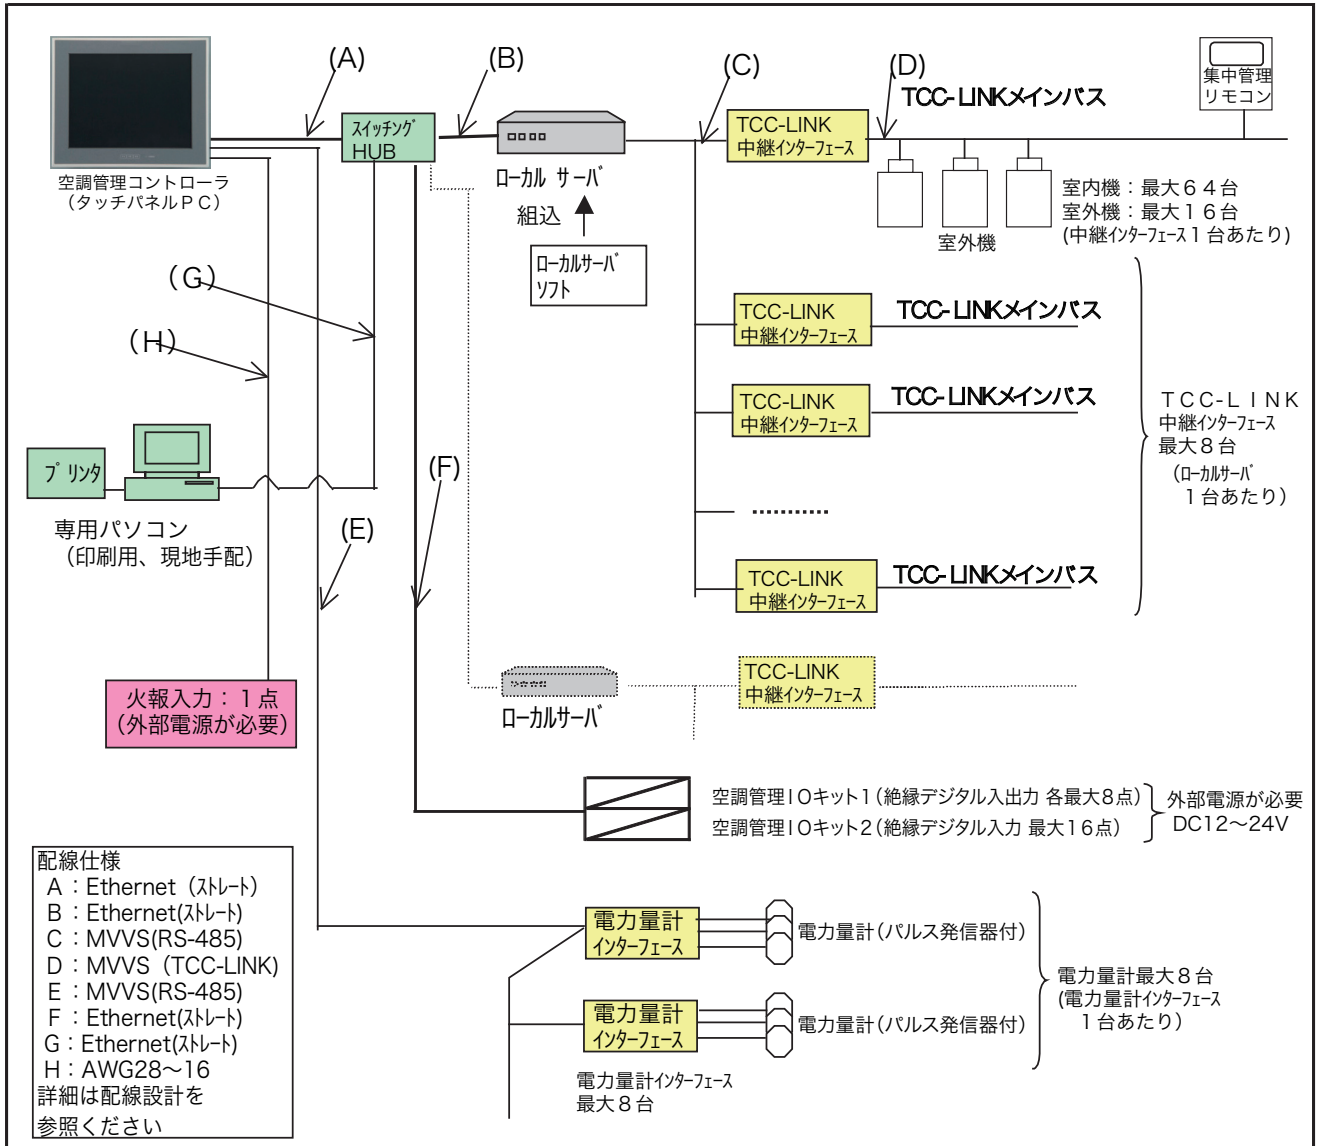 (A)
(B)
(C)
(D)
TCC-LINKメインバス
集中管理
リモコン
スイッチング
HUB
TCC-LINK
中継インターフェース
空調管理コントローラ
（タッチパネルＰＣ）
ローカル サーバ
組込
ローカルサーバ
ソフト
室外機
室内機：最大６４台
室外機：最大１６台
(中継インターフェース１台あたり)
（G）
（H）
TCC-LINK
中継インターフェース
TCC-LINKメインバス
TCC-LINK
中継インターフェース
TCC-LINKメインバス
ＴＣＣ-ＬＩＮＫ
中継インターフェース
最大８台
（ローカルサーバ
１台あたり）
プリンタ
専用パソコン
（印刷用、現地手配）
(F)
(E)
…………
TCC-LINK
中継インターフェース
TCC-LINKメインバス
火報入力：１点
（外部電源が必要）
ローカルサーバ
TCC-LINK
中継インターフェース
空調管理ＩＯキット１（絶縁デジタル入出力 各最大８点）
空調管理ＩＯキット２（絶縁デジタル入力 最大１６点）
外部電源が必要
DC12～24V
配線仕様
A：Ethernet（ストレート）
B：Ethernet(ストレート)
C：MVVS(RS-485)
D：MVVS（TCC-LINK)
E：MVVS(RS-485)
F：Ethernet(ストレート)
G：Ethernet(ストレート)
H：AWG28～16
詳細は配線設計を
参照ください
電力量計
インターフェース
電力量計（パルス発信器付）
電力量計
インターフェース
電力量計（パルス発信器付）
電力量計インターフェース
最大８台
電力量計最大８台
(電力量計インターフェース
１台あたり）